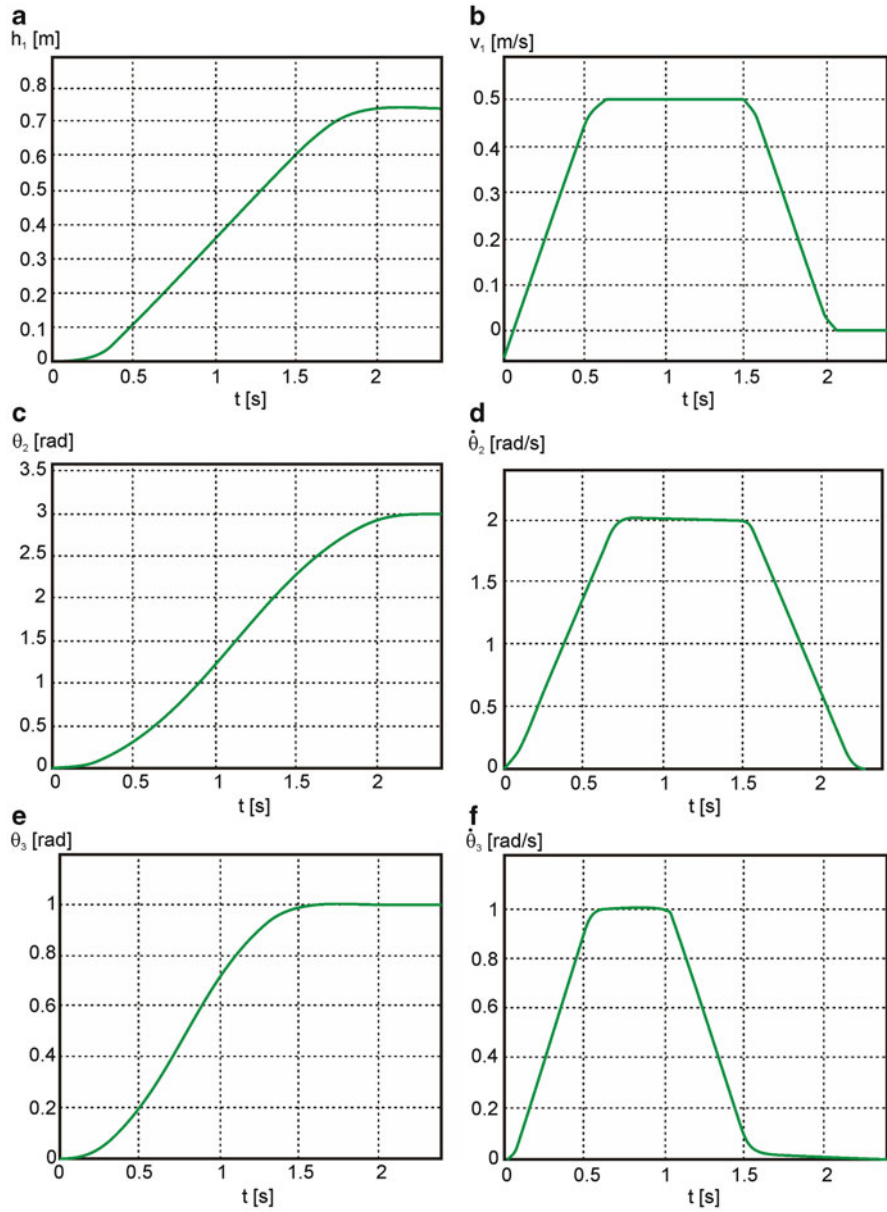 a
h₁ [m]
0.8
0.7
0.6
0.5
0.4
0.3
0.2
0.1
0
0 0.5 1 1.5 2
t [s]
b
v₁ [m/s]
0.5
0.4
0.3
0.2
0.1
0
0 0.5 1 1.5 2
t [s]
c
θ₂ [rad]
3.5
3
2.5
2
1.5
1
0.5
0
0 0.5 1 1.5 2
t [s]
d
θ̇₂ [rad/s]
2
1.5
1
0.5
0
0 0.5 1 1.5 2
t [s]
e
θ₃ [rad]
1
0.8
0.6
0.4
0.2
0
0 0.5 1 1.5 2
t [s]
f
θ̇₃ [rad/s]
1
0.8
0.6
0.4
0.2
0
0 0.5 1 1.5 2
t [s]